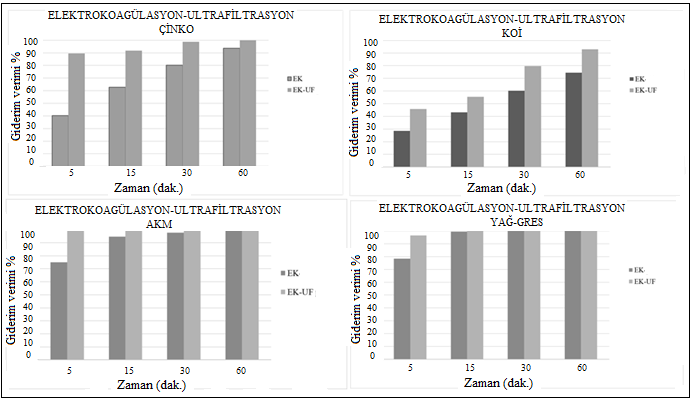 ELEKTROKOAGÜLASYON-ULTRAFİLTRASYON
ÇİNKO
Giderim verimi %
100
90
80
70
60
50
40
30
20
10
0
5 15 30 60
Zaman (dak.)
EK
EK-UF
ELEKTROKOAGÜLASYON-ULTRAFİLTRASYON
KOİ
Giderim verimi %
100
90
80
70
60
50
40
30
20
10
0
5 15 30 60
Zaman (dak.)
EK
EK-UF
ELEKTROKOAGÜLASYON-ULTRAFİLTRASYON
AKM
Giderim verimi %
100
90
80
70
60
50
40
30
20
10
0
5 15 30 60
Zaman (dak.)
EK
EK-UF
ELEKTROKOAGÜLASYON-ULTRAFİLTRASYON
YAĞ-GRES
Giderim verimi %
100
90
80
70
60
50
40
30
20
10
0
5 15 30 60
Zaman (dak.)
EK
EK-UF